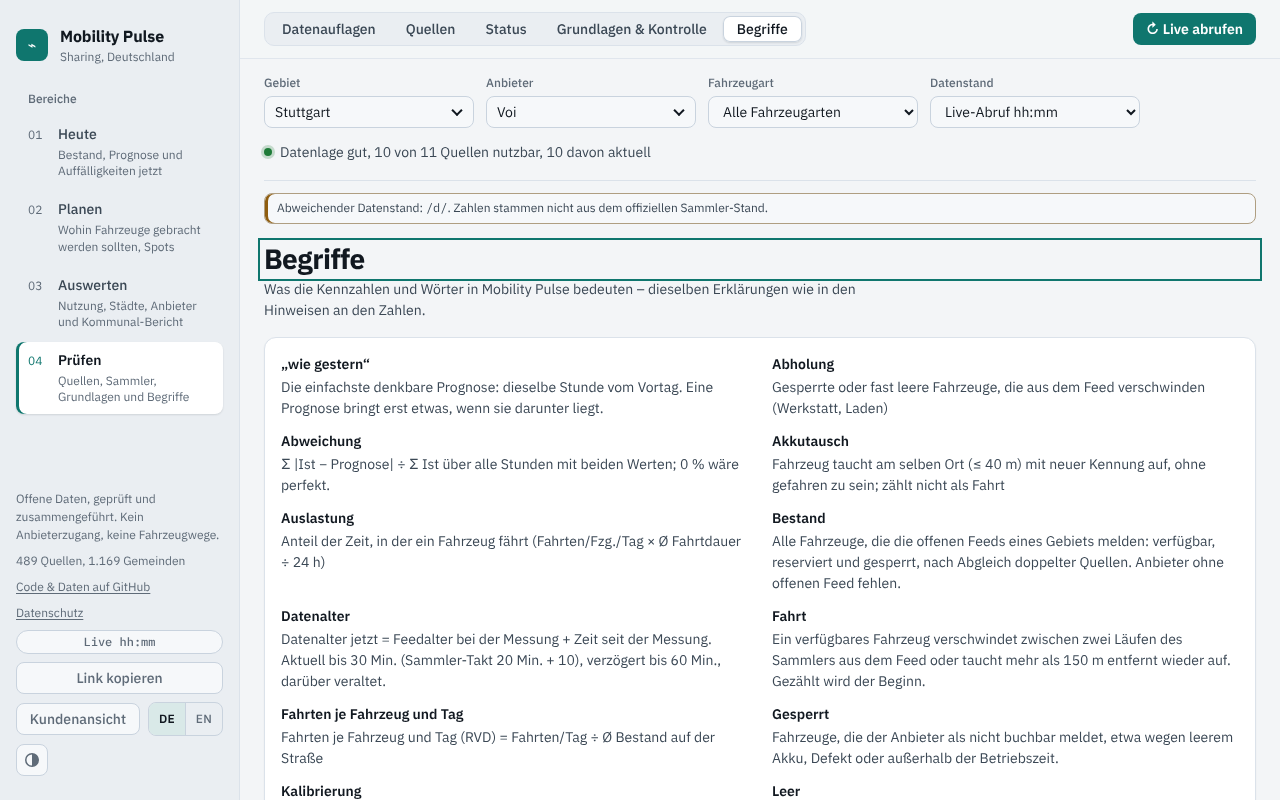 Mobility Pulse
Sharing, Deutschland
Bereiche
01 Heute
Bestand, Prognose und
Auffälligkeiten jetzt
02 Planen
Wohin Fahrzeuge gebracht
werden sollten, Spots
03 Auswerten
Nutzung, Städte, Anbieter
und Kommunal-Bericht
04 Prüfen
Quellen, Sammler,
Grundlagen und Begriffe
Offene Daten, geprüft und
zusammengeführt. Kein
Anbieterzugang, keine Fahrzeugwege.
489 Quellen, 1.169 Gemeinden
Code & Daten auf GitHub
Datenschutz
Live hh:mm
Link kopieren
Kundenansicht DE EN
Datenauflagen Quellen Status Grundlagen & Kontrolle Begriffe
↻ Live abrufen
Gebiet Anbieter Fahrzeugart Datenstand
Stuttgart Voi Alle Fahrzeugarten Live-Abruf hh:mm
Datenlage gut, 10 von 11 Quellen nutzbar, 10 davon aktuell
Abweichender Datenstand: /d/. Zahlen stammen nicht aus dem offiziellen Sammler-Stand.
Begriffe
Was die Kennzahlen und Wörter in Mobility Pulse bedeuten – dieselben Erklärungen wie in den
Hinweisen an den Zahlen.
„wie gestern“
Die einfachste denkbare Prognose: dieselbe Stunde vom Vortag. Eine
Prognose bringt erst etwas, wenn sie darunter liegt.
Abholung
Gesperrte oder fast leere Fahrzeuge, die aus dem Feed verschwinden
(Werkstatt, Laden)
Abweichung
Σ |Ist − Prognose| ÷ Σ Ist über alle Stunden mit beiden Werten; 0 % wäre
perfekt.
Akkutausch
Fahrzeug taucht am selben Ort (≤ 40 m) mit neuer Kennung auf, ohne
gefahren zu sein; zählt nicht als Fahrt
Auslastung
Anteil der Zeit, in der ein Fahrzeug fährt (Fahrten/Fzg./Tag × Ø Fahrtdauer
÷ 24 h)
Bestand
Alle Fahrzeuge, die die offenen Feeds eines Gebiets melden: verfügbar,
reserviert und gesperrt, nach Abgleich doppelter Quellen. Anbieter ohne
offenen Feed fehlen.
Datenalter
Datenalter jetzt = Feedalter bei der Messung + Zeit seit der Messung.
Aktuell bis 30 Min. (Sammler-Takt 20 Min. + 10), verzögert bis 60 Min.,
darüber veraltet.
Fahrt
Ein verfügbares Fahrzeug verschwindet zwischen zwei Läufen des
Sammlers aus dem Feed oder taucht mehr als 150 m entfernt wieder auf.
Gezählt wird der Beginn.
Fahrten je Fahrzeug und Tag
Fahrten je Fahrzeug und Tag (RVD) = Fahrten/Tag ÷ Ø Bestand auf der
Straße
Gesperrt
Fahrzeuge, die der Anbieter als nicht buchbar meldet, etwa wegen leerem
Akku, Defekt oder außerhalb der Betriebszeit.
Kalibrierung
Leer